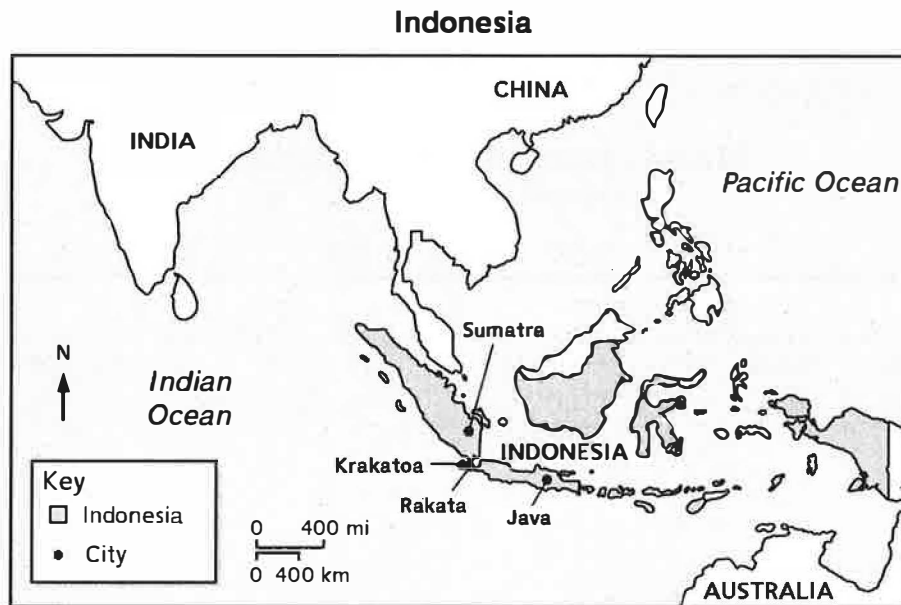 Indonesia
CHINA
INDIA
Pacific Ocean
Sumatra
N
Indian
Ocean
INDONESIA
Krakatoa
Rakata
Java
Key
Indonesia
City
0 400 mi
0 400 km
AUSTRALIA